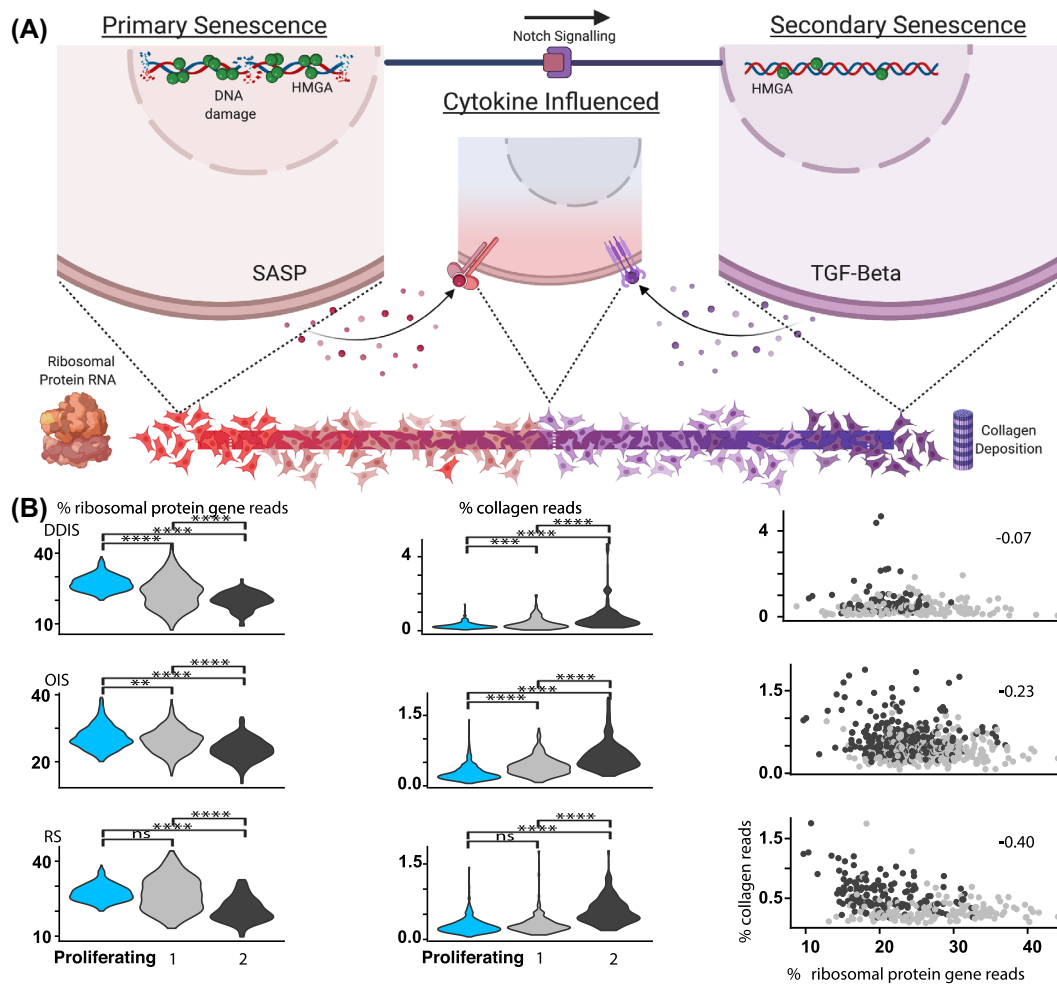 (A)
Primary Senescence
Notch Signalling
Secondary Senescence
DNA
damage
HMGA
HMGA
Cytokine Influenced
SASP
TGF-Beta
Ribosomal
Protein RNA
Collagen
Deposition
(B)
% ribosomal protein gene reads
% collagen reads
DDIS
****
****
****
40
10
****
****
***
4
0
4
0
-0.07
OIS
****
****
**
40
20
****
****
****
1.5
0.0
1.5
0.0
-0.23
RS
****
****
ns
40
10
****
****
ns
1.5
0.0
1.5
0.5
-0.40
% collagen reads
Proliferating 1 2
Proliferating 1 2
10 20 30 40
% ribosomal protein gene reads